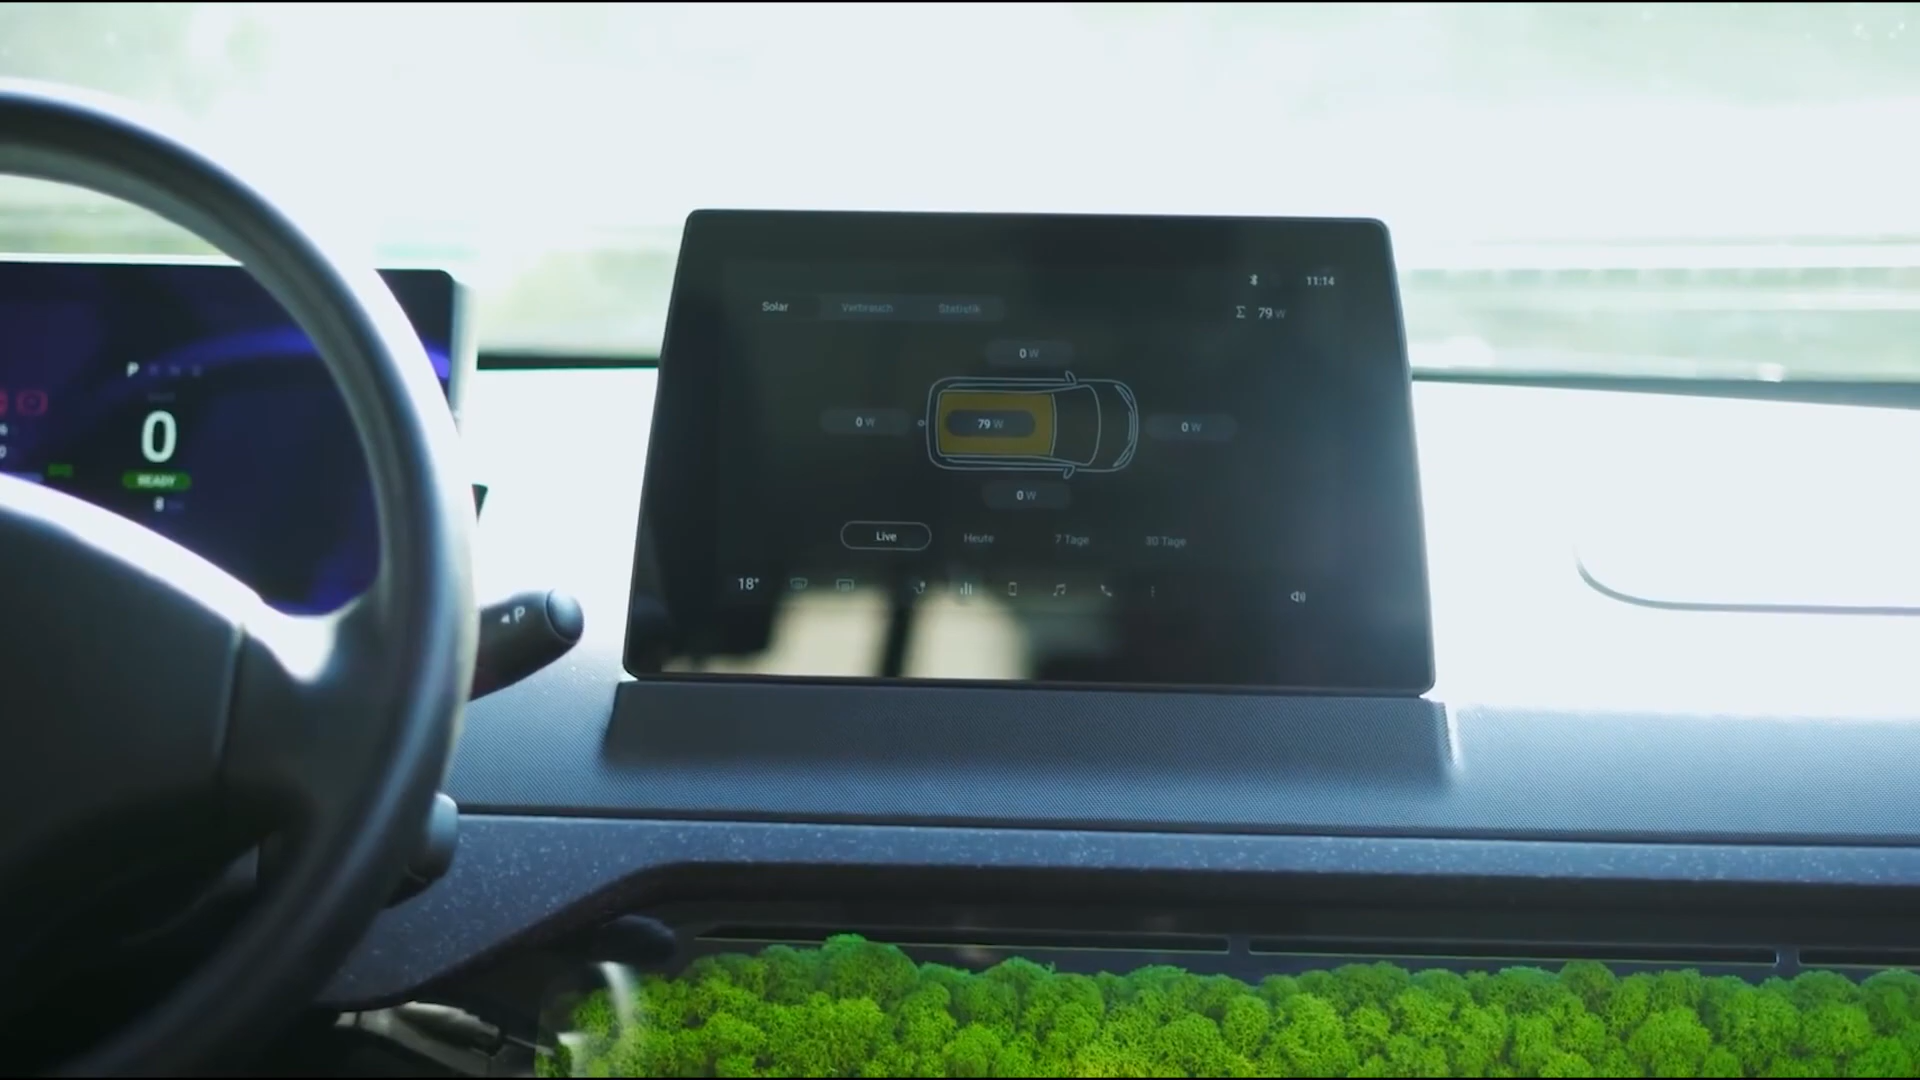 11:14
Solar Verbrauch Statistik
Σ 79 W
0 W
0 W 79 W 0 W
0 W
Live Heute 7 Tage 30 Tage
18°
P R N D
0
READY
8
◄P